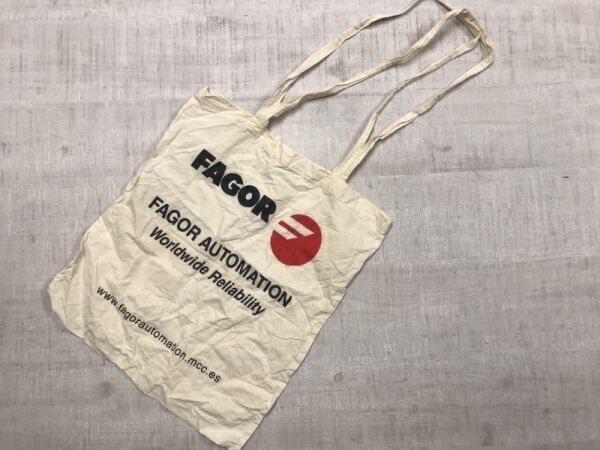 FAGOR
FAGOR AUTOMATION
Worldwide Reliability
www.fagorautomation.mcc.es